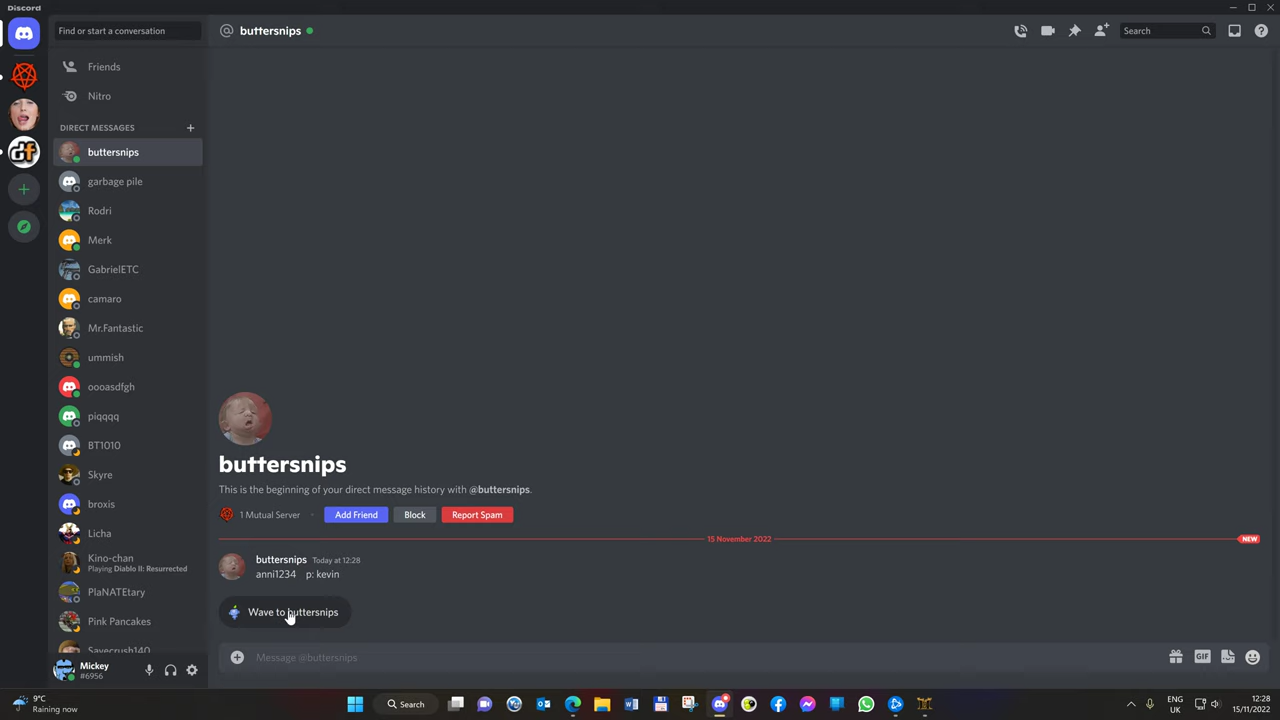 Discord
Find or start a conversation
@ buttersnips
Search
Friends
Nitro
DIRECT MESSAGES +
buttersnips
garbage pile
Rodri
Merk
GabrielETC
camaro
Mr.Fantastic
ummish
oooasdfgh
piqqqq
BT1010
Skyre
broxis
Licha
Kino-chan
Playing Diablo II: Resurrected
PlaNATEtary
Pink Pancakes
Savecrush140
Mickey
#6956
buttersnips
This is the beginning of your direct message history with @buttersnips.
1 Mutual Server
Add Friend
Block
Report Spam
15 November 2022
NEW
buttersnips Today at 12:28
anni1234 p: kevin
Wave to buttersnips
Message @buttersnips
GIF
9°C
Raining now
Search
ENG
UK
12:28
15/11/2022